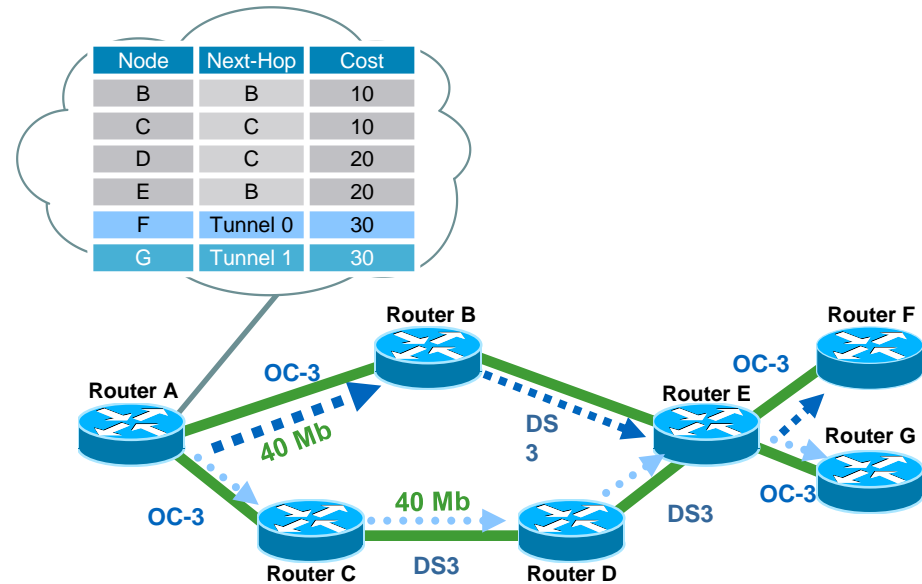 Node Next-Hop Cost
B B 10
C C 10
D C 20
E B 20
F Tunnel 0 30
G Tunnel 1 30
Router B
Router F
OC-3
OC-3
Router A
Router E
40 Mb
DS
3
Router G
40 Mb
OC-3
OC-3
DS3
DS3
Router C
Router D